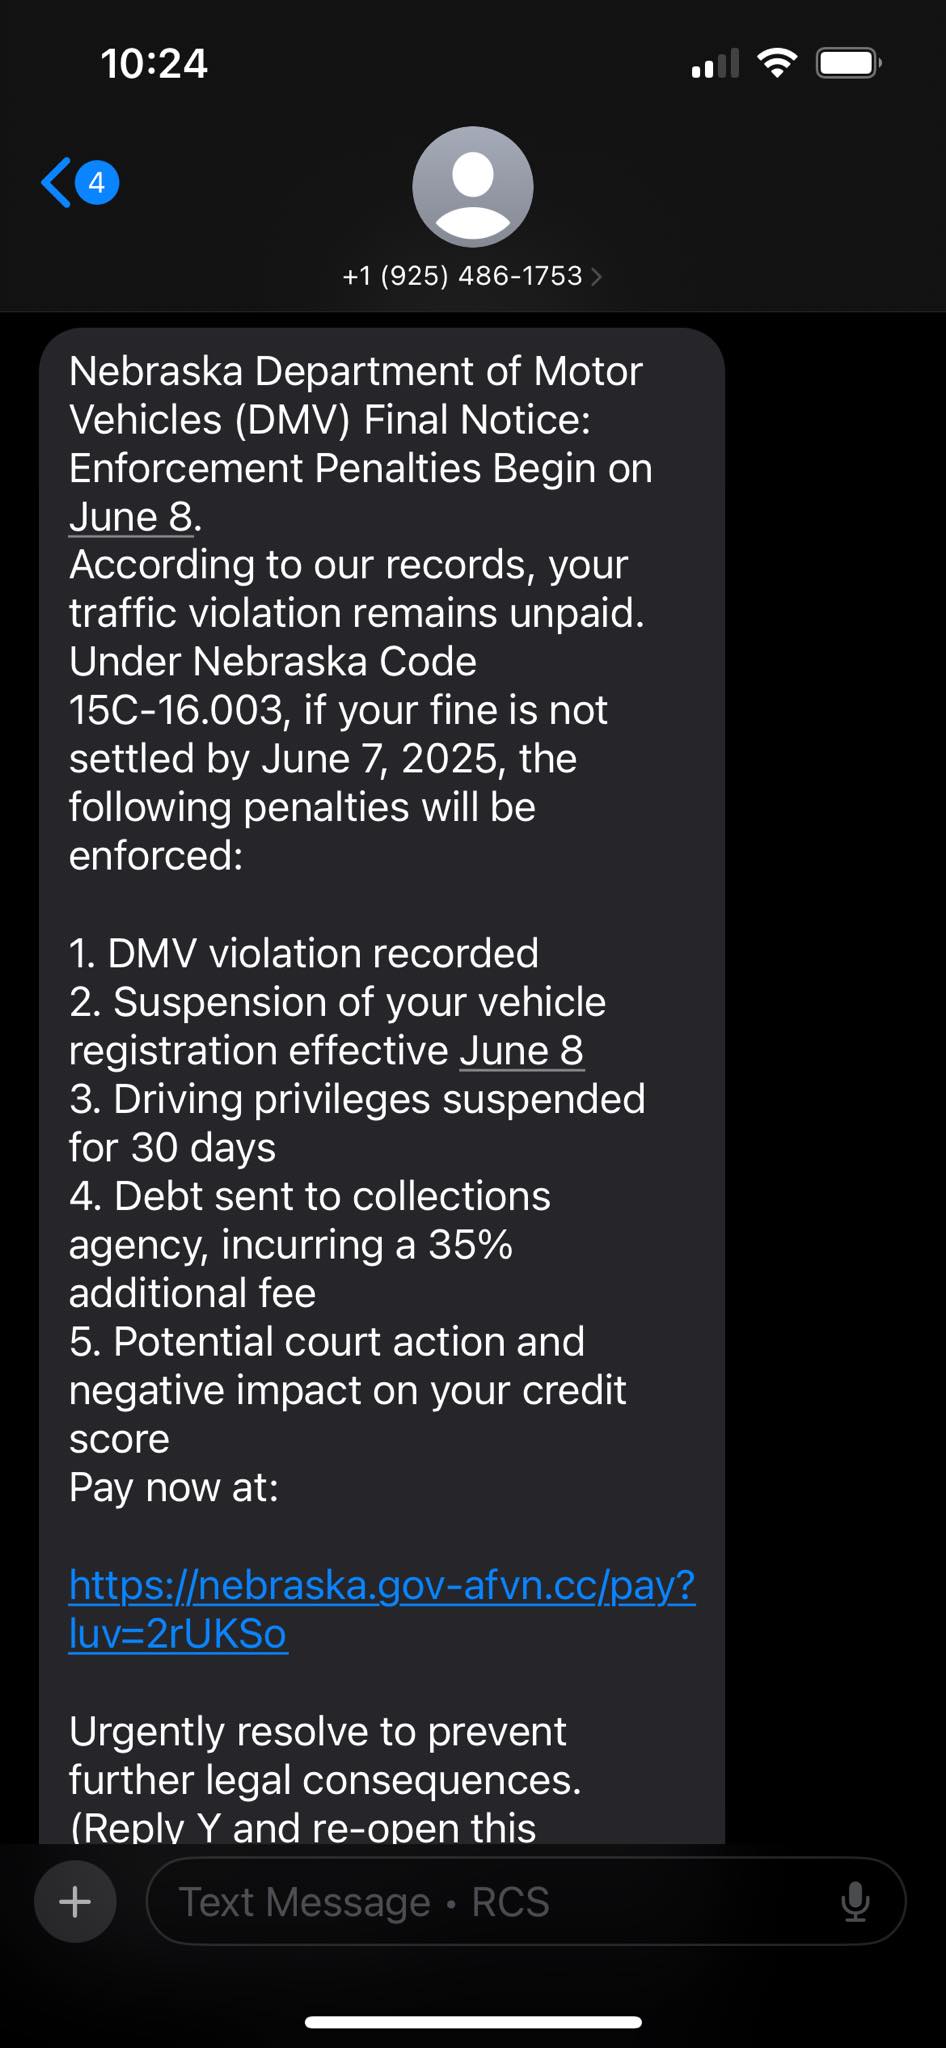 10:24
4
+1 (925) 486-1753
Nebraska Department of Motor
Vehicles (DMV) Final Notice:
Enforcement Penalties Begin on
June 8.
According to our records, your
traffic violation remains unpaid.
Under Nebraska Code
15C-16.003, if your fine is not
settled by June 7, 2025, the
following penalties will be
enforced:
1. DMV violation recorded
2. Suspension of your vehicle
registration effective June 8
3. Driving privileges suspended
for 30 days
4. Debt sent to collections
agency, incurring a 35%
additional fee
5. Potential court action and
negative impact on your credit
score
Pay now at:
https://nebraska.gov-afvn.cc/pay?
luv=2rUKSo
Urgently resolve to prevent
further legal consequences.
(Reply Y and re-open this
Text Message • RCS